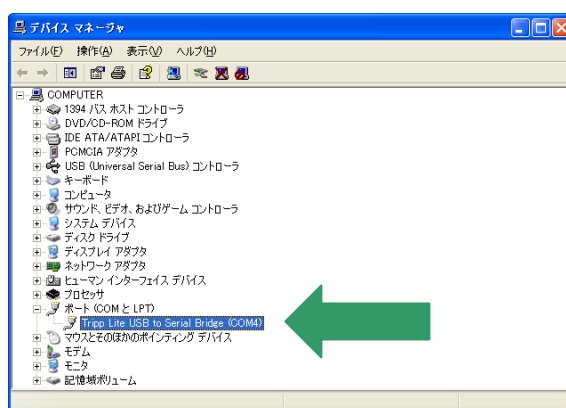 デバイス マネージャ
ファイル(F) 操作(A) 表示(V) ヘルプ(H)
COMPUTER
1394 バス ホスト コントローラ
DVD/CD-ROM ドライブ
IDE ATA/ATAPI コントローラ
PCMCIA アダプタ
USB (Universal Serial Bus) コントローラ
キーボード
コンピュータ
サウンド、ビデオ、およびゲーム コントローラ
システム デバイス
ディスク ドライブ
ディスプレイ アダプタ
ネットワーク アダプタ
ヒューマン インターフェイス デバイス
プロセッサ
ポート (COM と LPT)
Tripp Lite USB to Serial Bridge (COM4)
マウスとそのほかのポインティング デバイス
モデム
モニタ
記憶域ボリューム